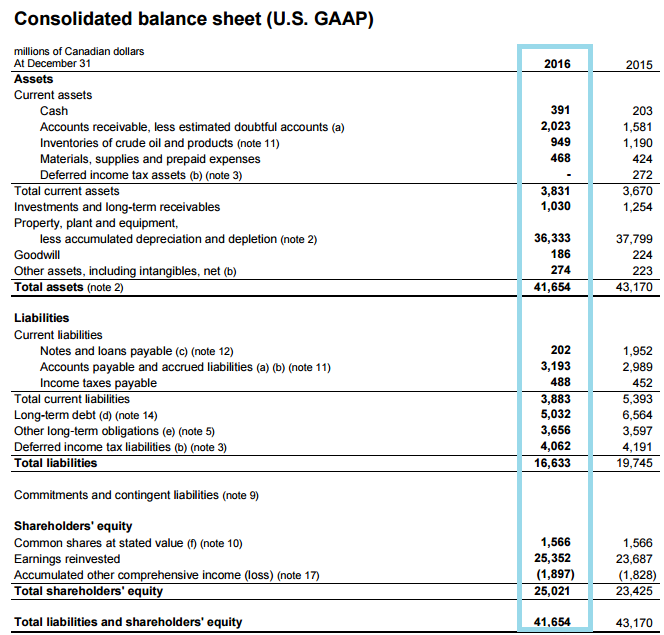 Consolidated balance sheet (U.S. GAAP)
millions of Canadian dollars
At December 31 2016 2015
Assets
Current assets
Cash 391 203
Accounts receivable, less estimated doubtful accounts (a) 2,023 1,581
Inventories of crude oil and products (note 11) 949 1,190
Materials, supplies and prepaid expenses 468 424
Deferred income tax assets (b) (note 3) - 272
Total current assets 3,831 3,670
Investments and long-term receivables 1,030 1,254
Property, plant and equipment,
less accumulated depreciation and depletion (note 2) 36,333 37,799
Goodwill 186 224
Other assets, including intangibles, net (b) 274 223
Total assets (note 2) 41,654 43,170
Liabilities
Current liabilities
Notes and loans payable (c) (note 12) 202 1,952
Accounts payable and accrued liabilities (a) (b) (note 11) 3,193 2,989
Income taxes payable 488 452
Total current liabilities 3,883 5,393
Long-term debt (d) (note 14) 5,032 6,564
Other long-term obligations (e) (note 5) 3,656 3,597
Deferred income tax liabilities (b) (note 3) 4,062 4,191
Total liabilities 16,633 19,745
Commitments and contingent liabilities (note 9)
Shareholders' equity
Common shares at stated value (f) (note 10) 1,566 1,566
Earnings reinvested 25,352 23,687
Accumulated other comprehensive income (loss) (note 17) (1,897) (1,828)
Total shareholders' equity 25,021 23,425
Total liabilities and shareholders' equity 41,654 43,170